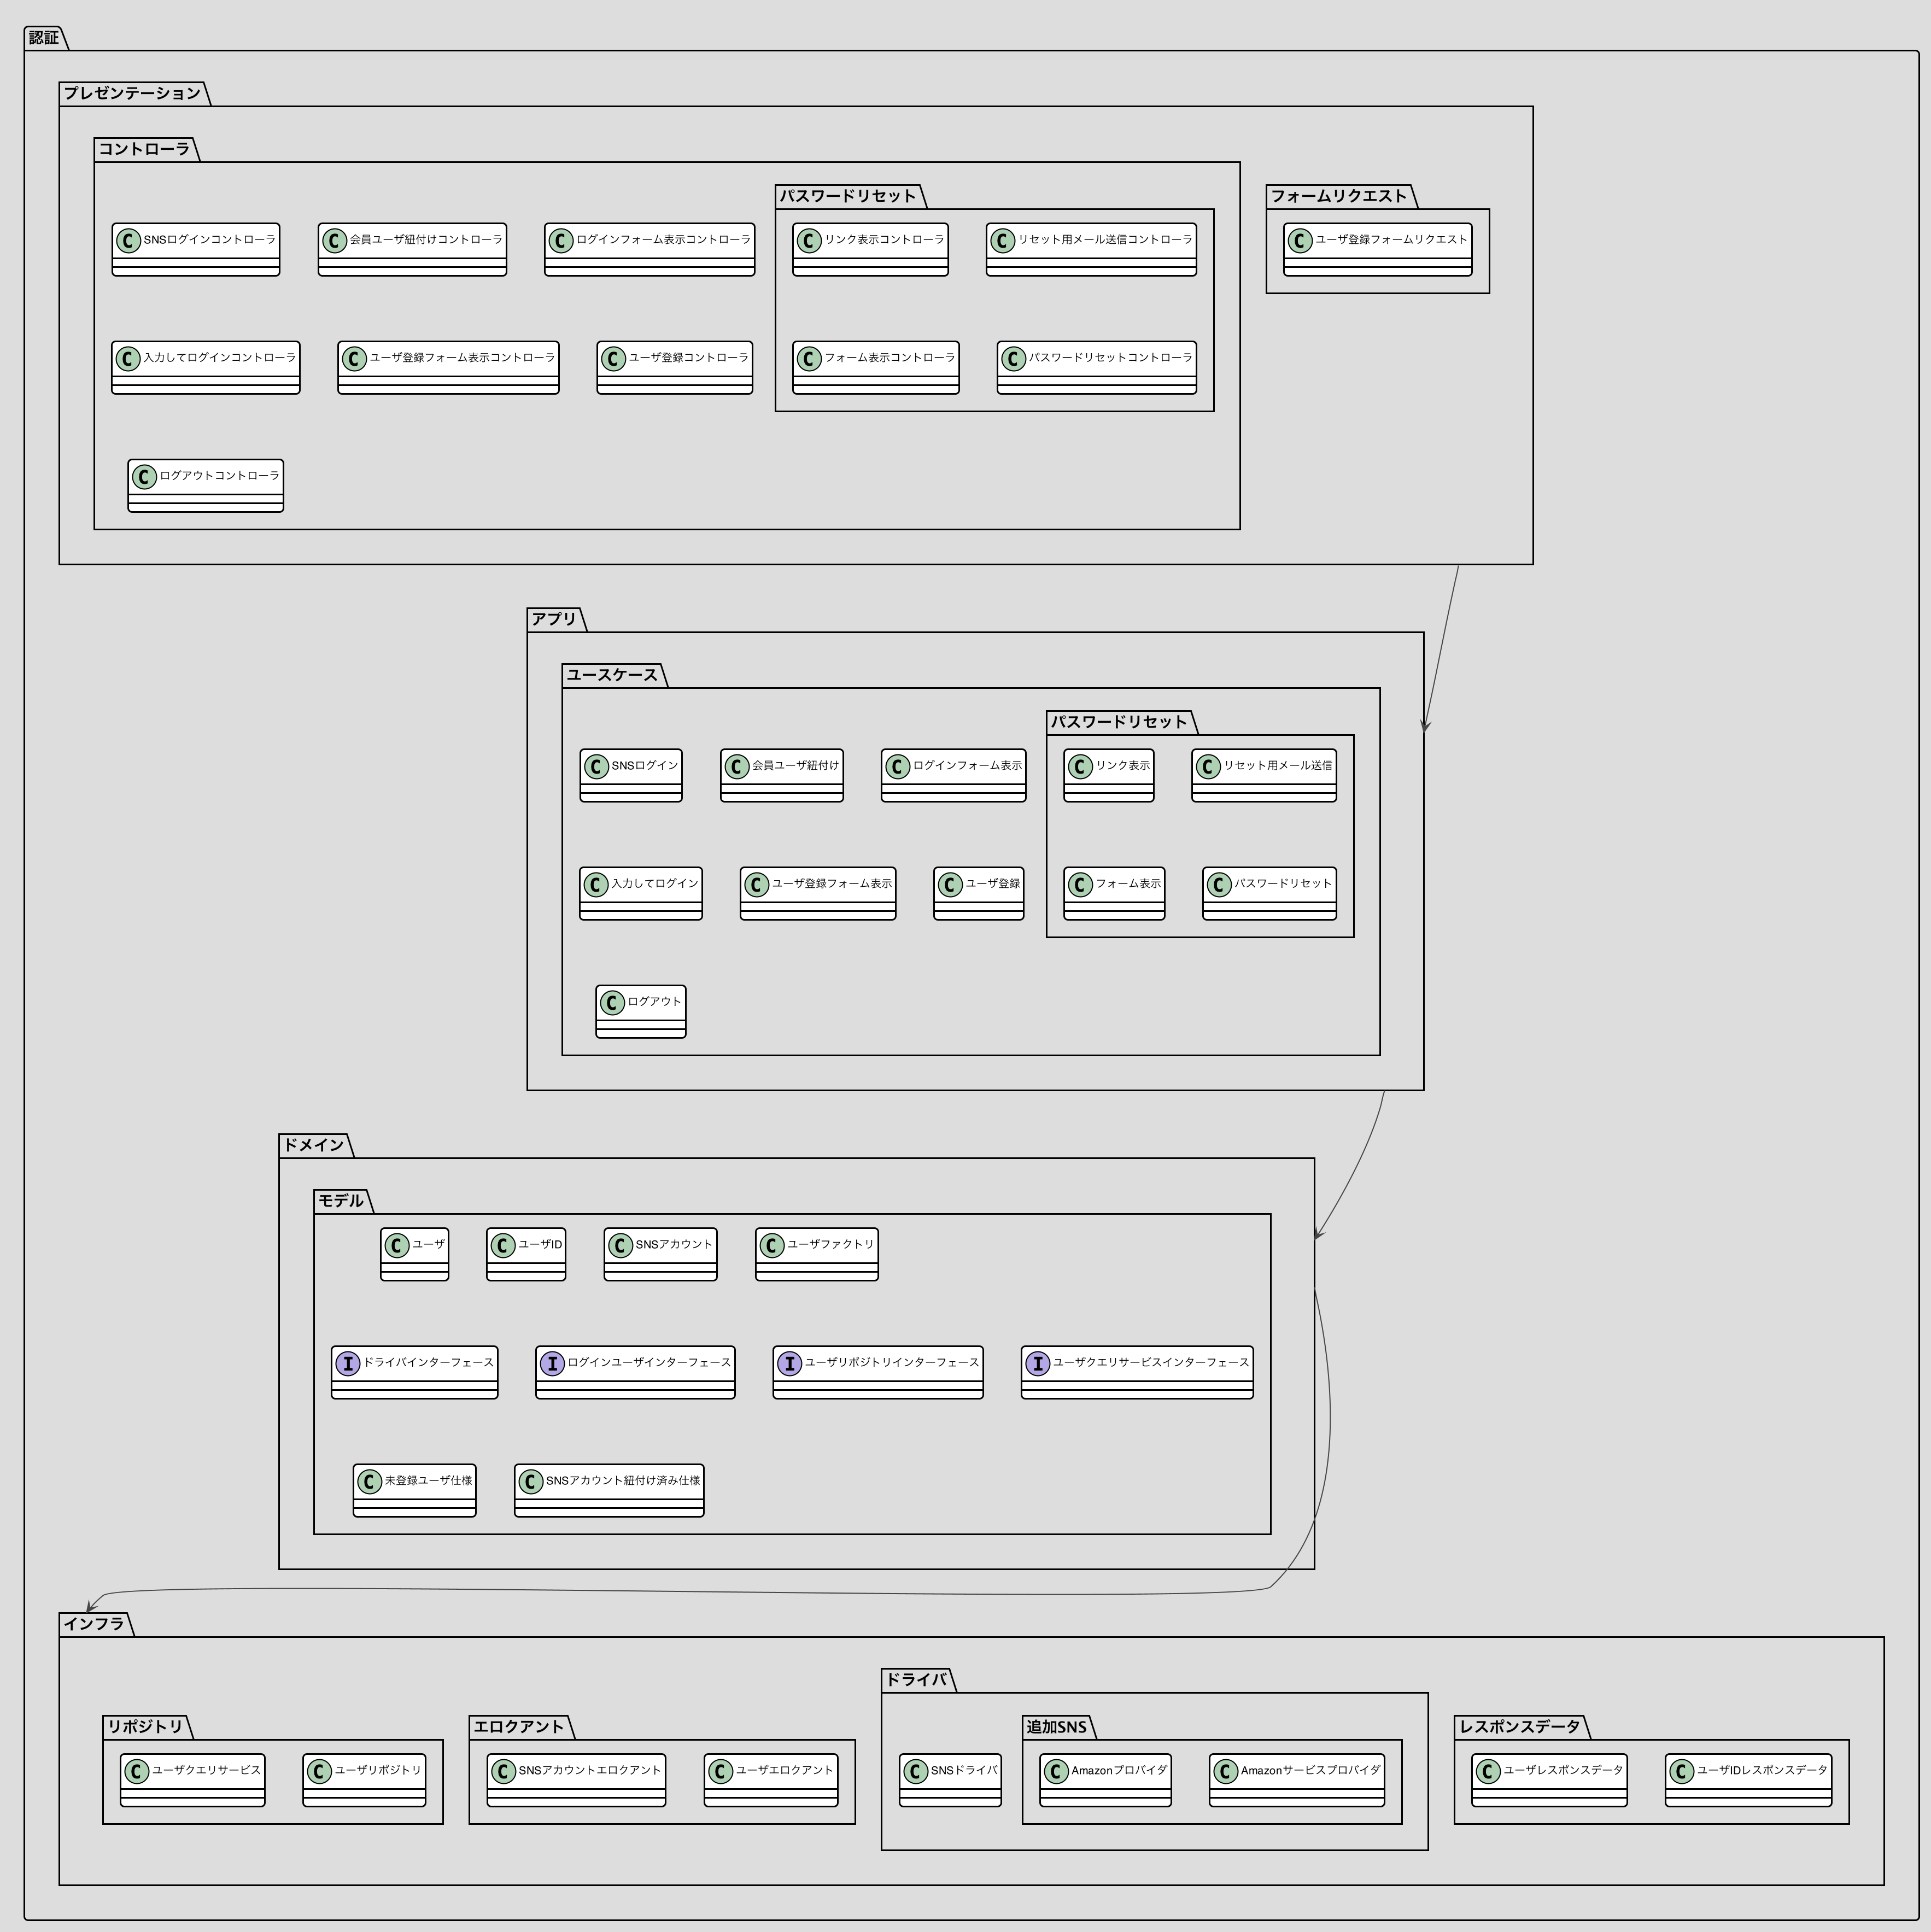 認証
プレゼンテーション
コントローラ
パスワードリセット
フォームリクエスト
C SNSログインコントローラ
C 会員ユーザ紐付けコントローラ
C ログインフォーム表示コントローラ
C リンク表示コントローラ
C リセット用メール送信コントローラ
C ユーザ登録フォームリクエスト
C 入力してログインコントローラ
C ユーザ登録フォーム表示コントローラ
C ユーザ登録コントローラ
C フォーム表示コントローラ
C パスワードリセットコントローラ
C ログアウトコントローラ
アプリ
ユースケース
パスワードリセット
C SNSログイン
C 会員ユーザ紐付け
C ログインフォーム表示
C リンク表示
C リセット用メール送信
C 入力してログイン
C ユーザ登録フォーム表示
C ユーザ登録
C フォーム表示
C パスワードリセット
C ログアウト
ドメイン
モデル
C ユーザ
C ユーザID
C SNSアカウント
C ユーザファクトリ
I ドライバインターフェース
I ログインユーザインターフェース
I ユーザリポジトリインターフェース
I ユーザクエリサービスインターフェース
C 未登録ユーザ仕様
C SNSアカウント紐付け済み仕様
インフラ
リポジトリ
エロクアント
ドライバ
追加SNS
レスポンスデータ
C ユーザクエリサービス
C ユーザリポジトリ
C SNSアカウントエロクアント
C ユーザエロクアント
C SNSドライバ
C Amazonプロバイダ
C Amazonサービスプロバイダ
C ユーザレスポンスデータ
C ユーザIDレスポンスデータ